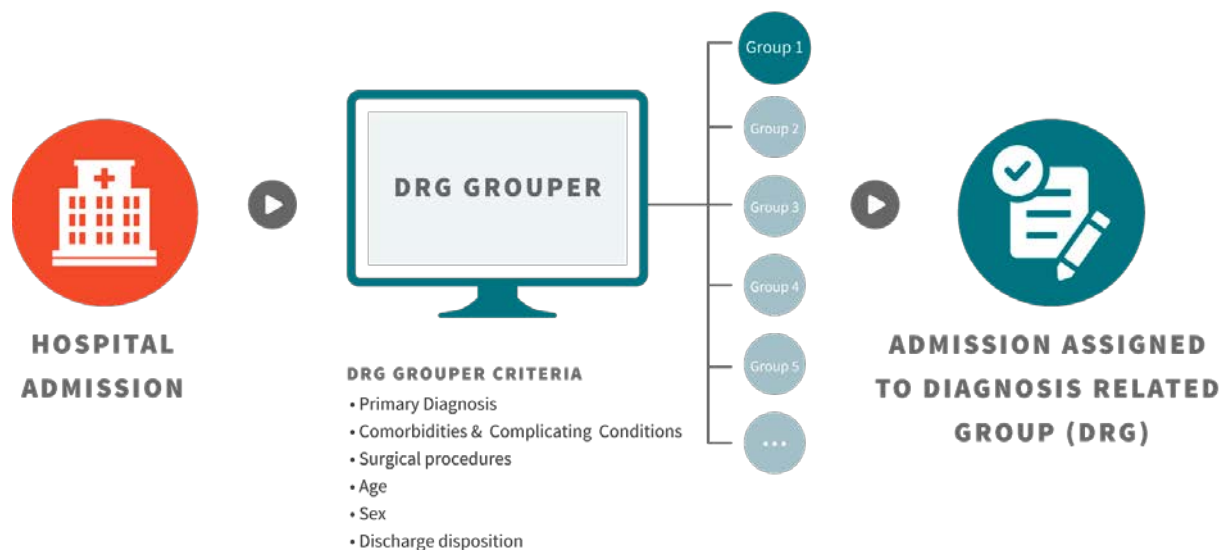 HOSPITAL
ADMISSION
DRG GROUPER
DRG GROUPER CRITERIA
• Primary Diagnosis
• Comorbidities & Complicating Conditions
• Surgical procedures
• Age
• Sex
• Discharge disposition
Group 1
Group 2
Group 3
Group 4
Group 5
...
ADMISSION ASSIGNED
TO DIAGNOSIS RELATED
GROUP (DRG)